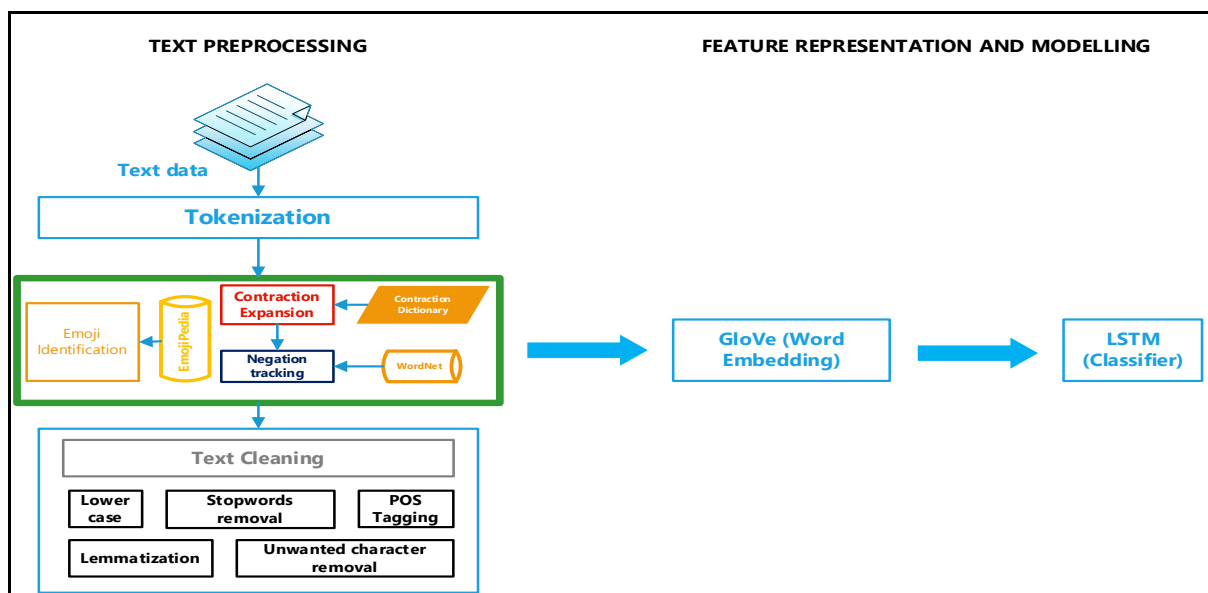 TEXT PREPROCESSING
FEATURE REPRESENTATION AND MODELLING
Text data
Tokenization
Emoji
Identification
EmojiPedia
Contraction
Expansion
Contraction
Dictionary
Negation
tracking
WordNet
GloVe (Word
Embedding)
LSTM
(Classifier)
Text Cleaning
Lower
case
Stopwords
removal
POS
Tagging
Lemmatization
Unwanted character
removal